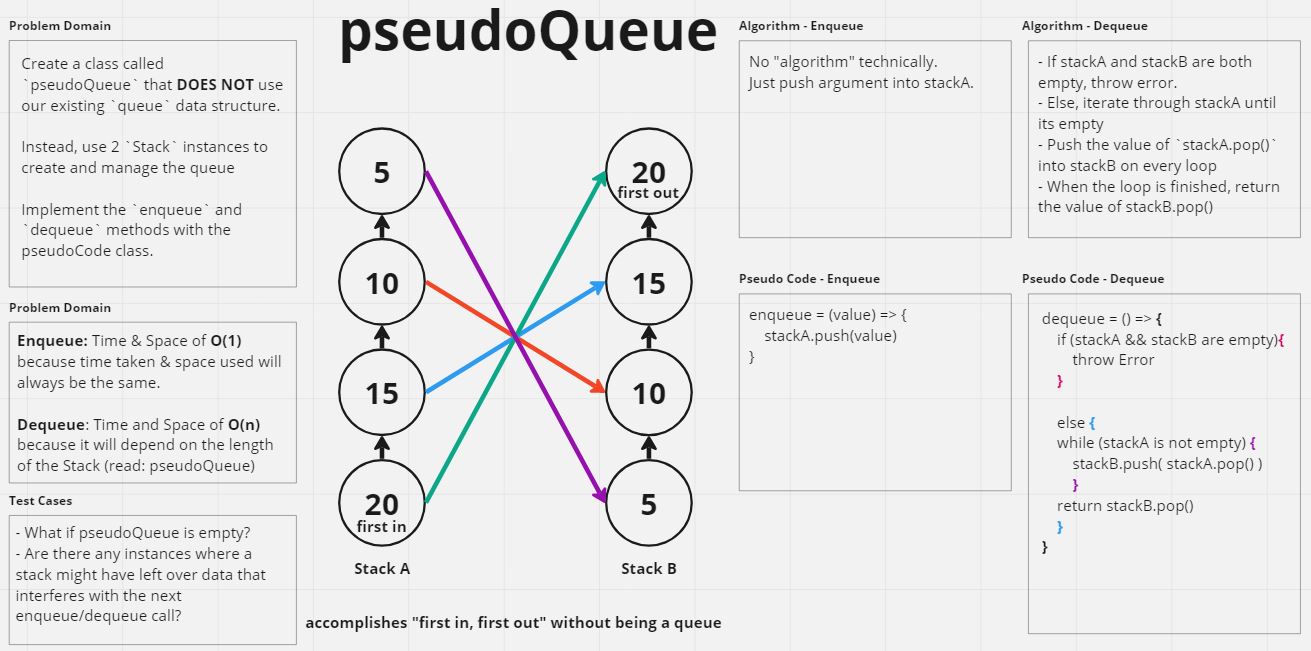 pseudoQueue
Problem Domain
Create a class called
`pseudoQueue` that DOES NOT use
our existing `queue` data structure.
Instead, use 2 `Stack` instances to
create and manage the queue
Implement the `enqueue` and
`dequeue` methods with the
pseudoCode class.
Problem Domain
Enqueue: Time & Space of O(1)
because time taken & space used will
always be the same.
Dequeue: Time and Space of O(n)
because it will depend on the length
of the Stack (read: pseudoQueue)
Test Cases
- What if pseudoQueue is empty?
- Are there any instances where a
stack might have left over data that
interferes with the next
enqueue/dequeue call?
5
10
15
20
first in
Stack A
20
first out
15
10
5
Stack B
accomplishes "first in, first out" without being a queue
Algorithm - Enqueue
No "algorithm" technically.
Just push argument into stackA.
Algorithm - Dequeue
- If stackA and stackB are both
empty, throw error.
- Else, iterate through stackA until
its empty
- Push the value of `stackA.pop()`
into stackB on every loop
- When the loop is finished, return
the value of stackB.pop()
Pseudo Code - Enqueue
enqueue = (value) => {
stackA.push(value)
}
Pseudo Code - Dequeue
dequeue = () => {
if (stackA && stackB are empty){
throw Error
}
else {
while (stackA is not empty) {
stackB.push( stackA.pop() )
}
return stackB.pop()
}
}